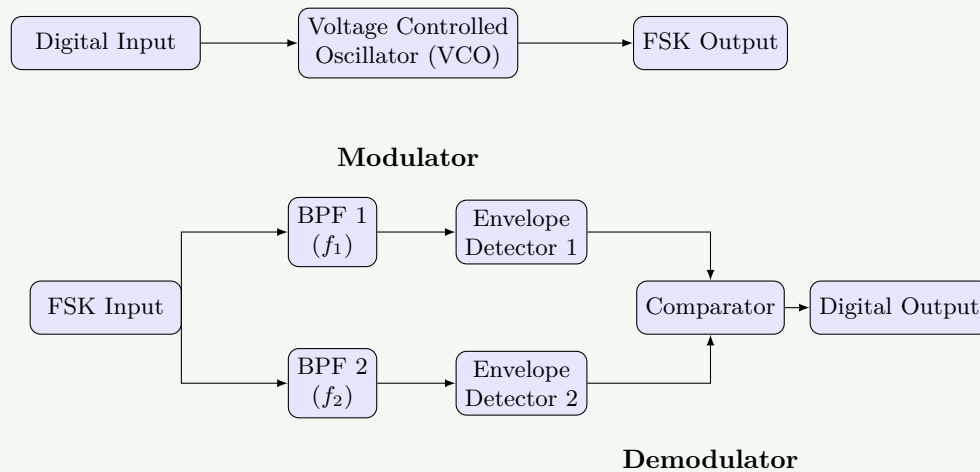 Digital Input
Voltage Controlled
Oscillator (VCO)
FSK Output
Modulator
BPF 1
(f₁)
Envelope
Detector 1
FSK Input
Comparator
Digital Output
BPF 2
(f₂)
Envelope
Detector 2
Demodulator